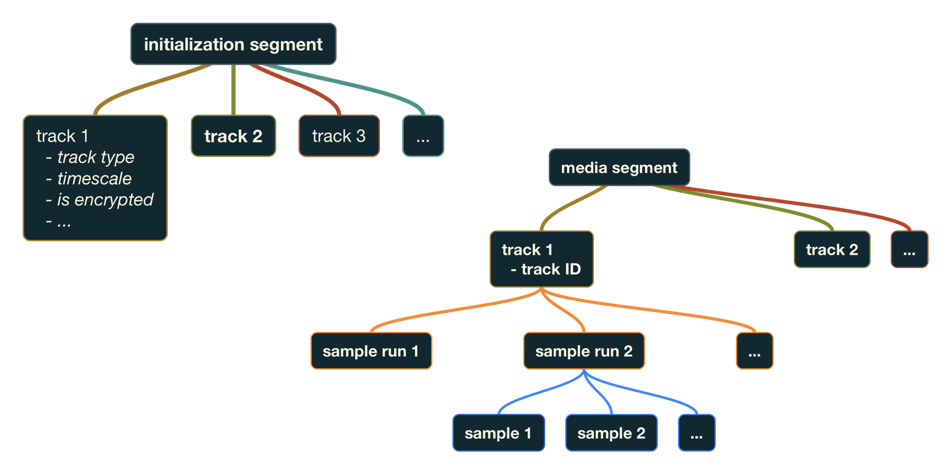 initialization segment
track 1
- track type
- timescale
- is encrypted
- ...
track 2
track 3
...
media segment
track 1
- track ID
track 2
...
sample run 1
sample run 2
...
sample 1
sample 2
...